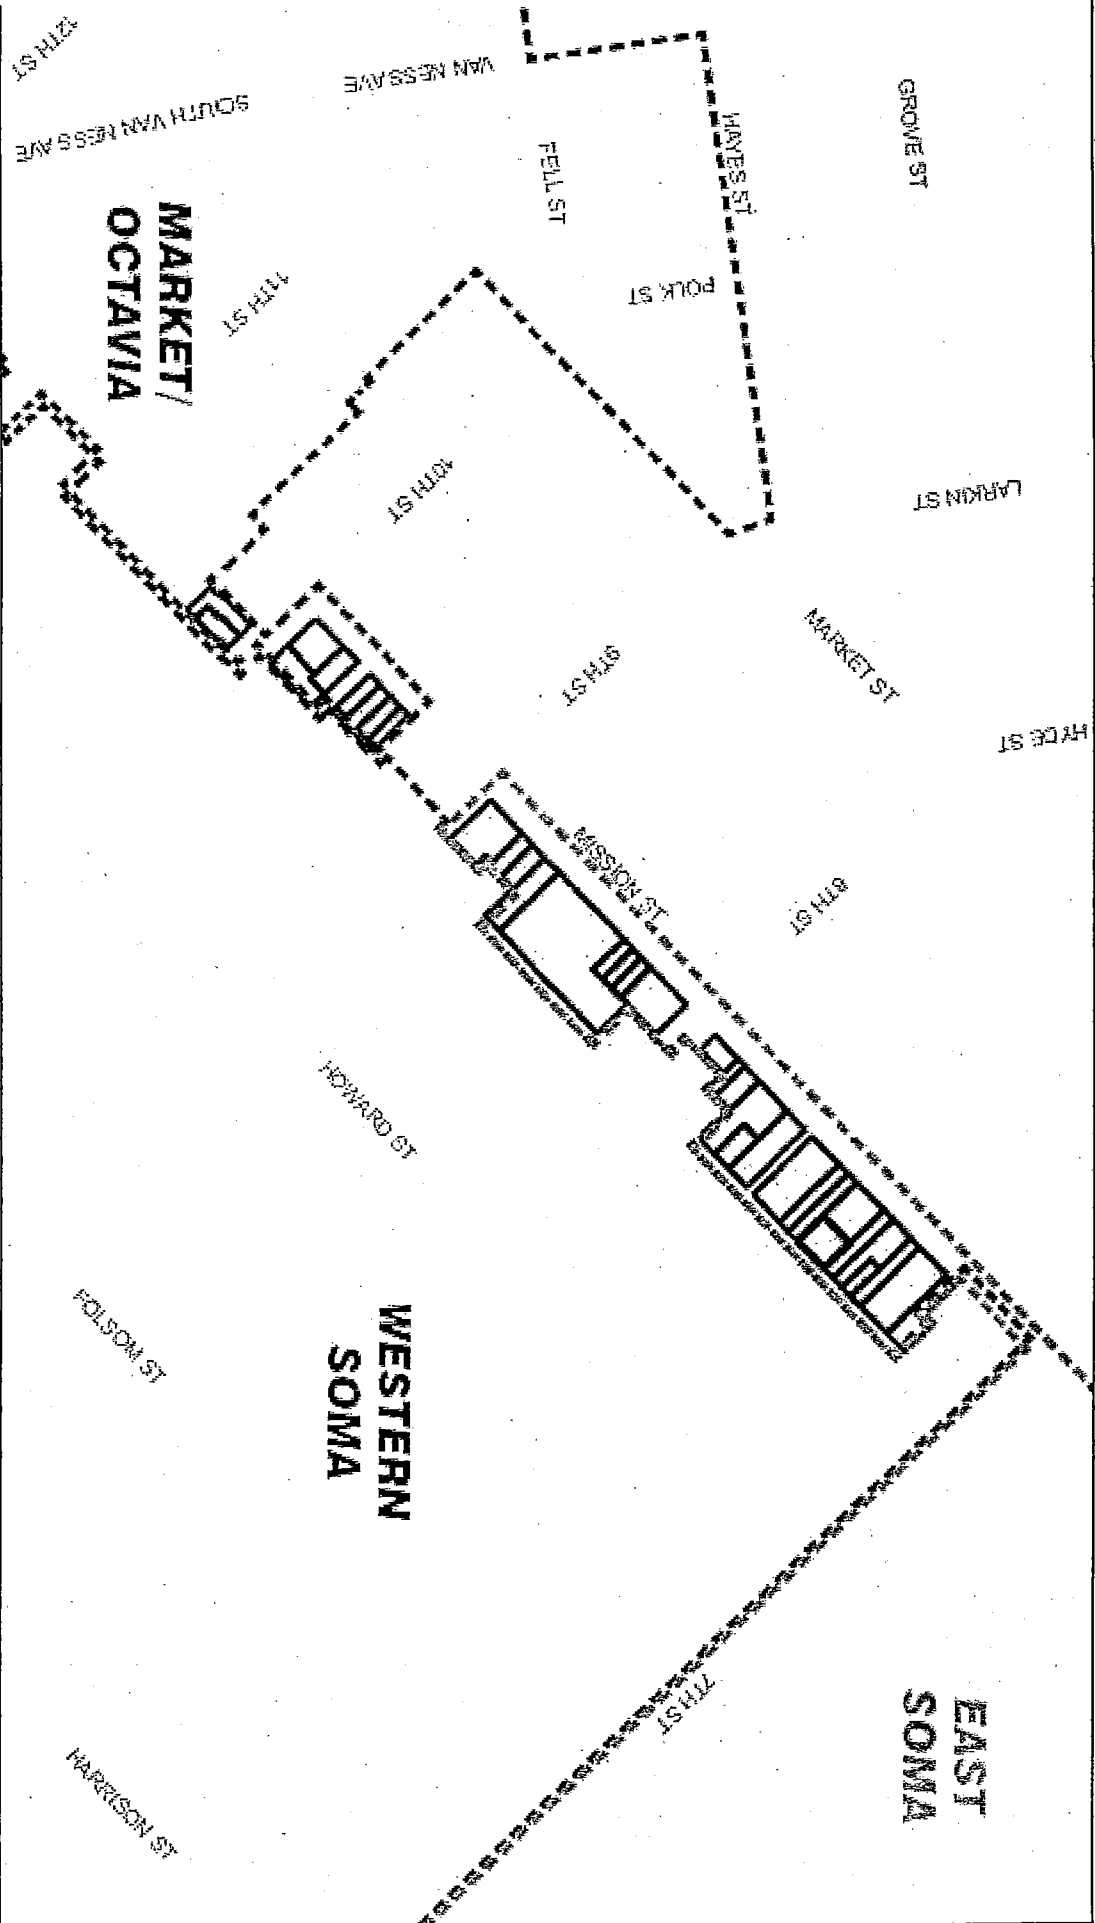 12TH ST
SOUTH VAN NESS AVE
VAN NESS AVE
GROVE ST
HAYES ST
FELL ST
POLK ST
MARKET/
OCTAVIA
11TH ST
10TH ST
LARKIN ST
MARKET ST
9TH ST
HYDE ST
MISSION ST
8TH ST
HOWARD ST
FOLSOM ST
WESTERN
SOMA
7TH ST
EAST
SOMA
HARRISON ST